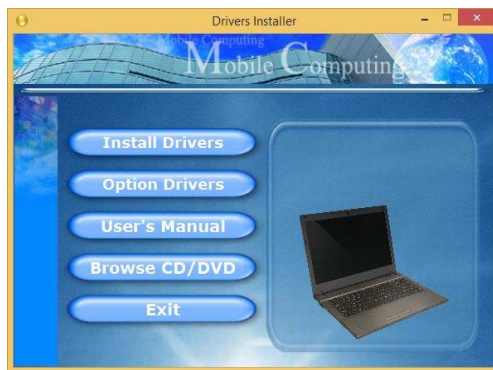 Drivers Installer
Mobile Computing
Mobile Computing
Install Drivers
Option Drivers
User's Manual
Browse CD/DVD
Exit